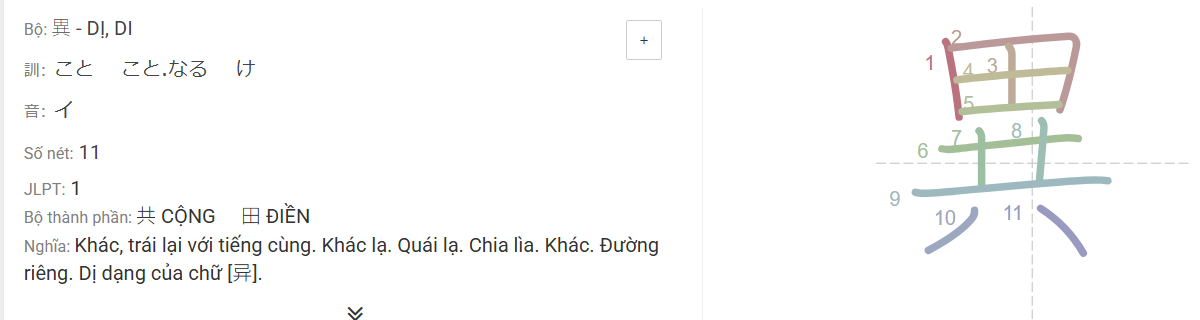 Bộ: 異 - DỊ, DI
+
訓: こと こと.なる け
音: イ
Số nét: 11
JLPT: 1
Bộ thành phần: 共 CỘNG 田 ĐIỀN
Nghĩa: Khác, trái lại với tiếng cùng. Khác lạ. Quái lạ. Chia lìa. Khác. Đường
riêng. Dị dạng của chữ [异].
異
1 2 3 4 5 6 7 8 9 10 11